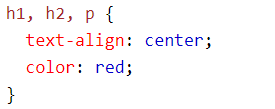 h1, h2, p {
  text-align: center;
  color: red;
}